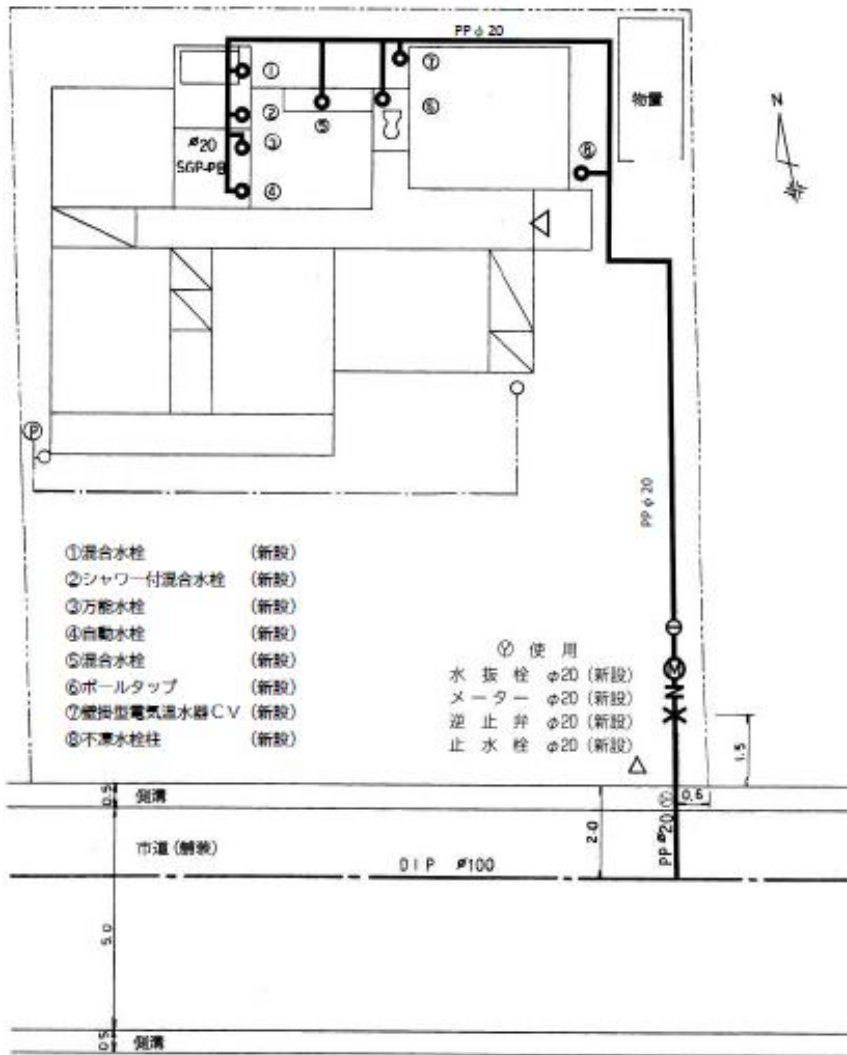 PP φ 20
①
⑦
②
⑤
⑥
物置
N
φ20
③
⑧
SGP-PB
④
P
PP φ 20
①混合水栓 (新設)
②シャワー付混合水栓 (新設)
③万能水栓 (新設)
④自動水栓 (新設)
⑤混合水栓 (新設)
⑥ボールタップ (新設)
⑦壁掛型電気温水器CV (新設)
⑧不凍水栓柱 (新設)
Ⓨ 使用
水抜栓 φ20 (新設)
メーター φ20 (新設)
逆止弁 φ20 (新設)
止水栓 φ20 (新設)
M
N
1.5
0.5
側溝
2.0
PP φ20 Ⓨ
0.6
市道(舗装)
DIP φ100
5.0
0.5
側溝